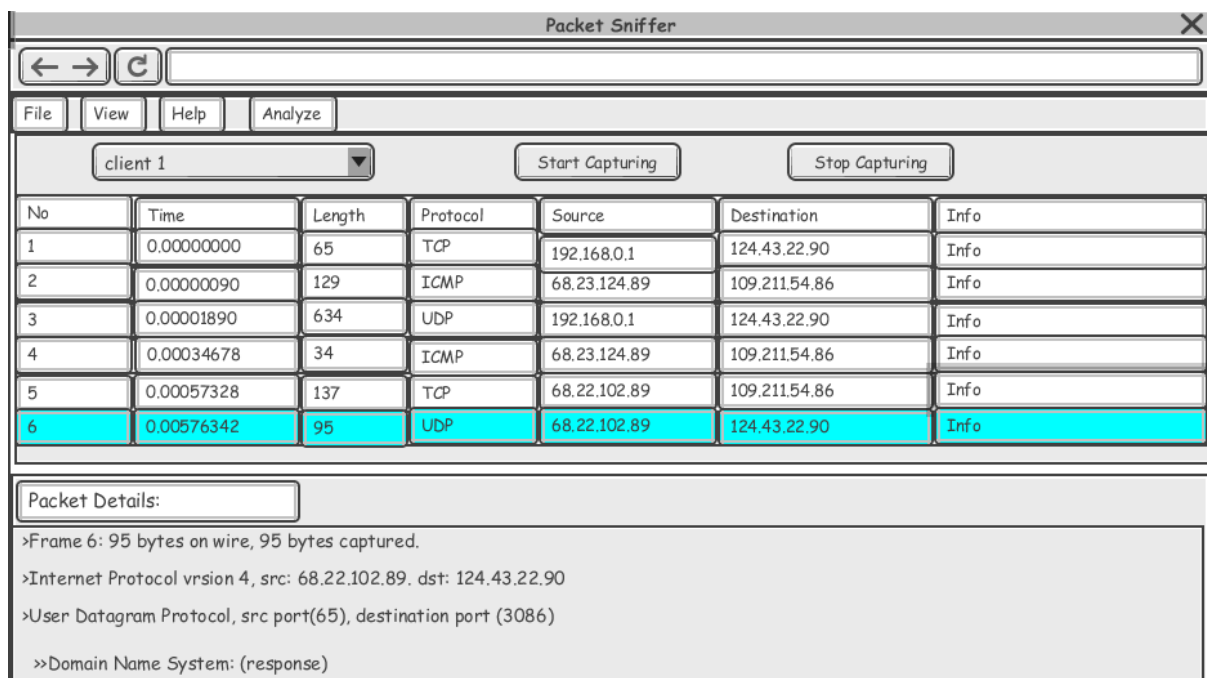 Packet Sniffer
File View Help Analyze
client 1 Start Capturing Stop Capturing
No Time Length Protocol Source Destination Info
1 0.00000000 65 TCP 192.168.0.1 124.43.22.90 Info
2 0.00000090 129 ICMP 68.23.124.89 109.211.54.86 Info
3 0.00001890 634 UDP 192.168.0.1 124.43.22.90 Info
4 0.00034678 34 ICMP 68.23.124.89 109.211.54.86 Info
5 0.00057328 137 TCP 68.22.102.89 109.211.54.86 Info
6 0.00576342 95 UDP 68.22.102.89 124.43.22.90 Info
Packet Details:
>Frame 6: 95 bytes on wire, 95 bytes captured.
>Internet Protocol vrsion 4, src: 68.22.102.89. dst: 124.43.22.90
>User Datagram Protocol, src port(65), destination port (3086)
>>Domain Name System: (response)